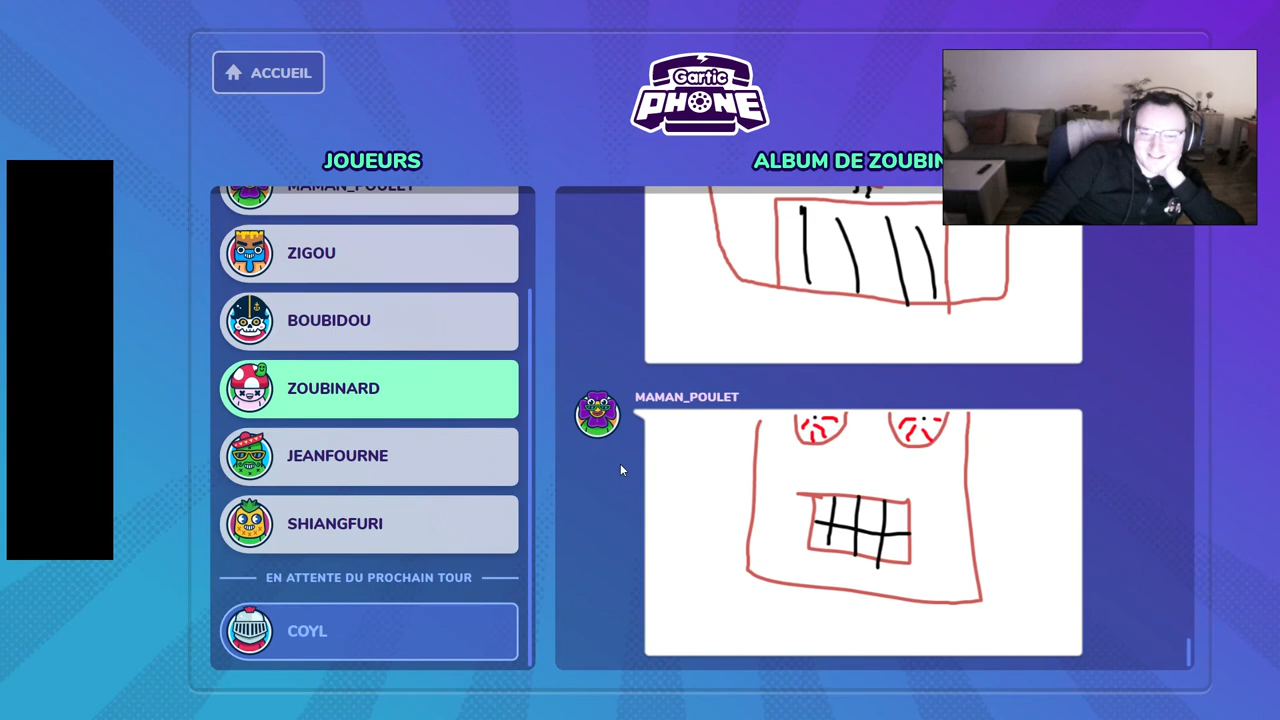 ACCUEIL
Gartic
PHONE
JOUEURS
ALBUM DE ZOUBIN
MAMAN_POULET
ZIGOU
BOUBIDOU
ZOUBINARD
JEANFOURNE
SHIANGFURI
EN ATTENTE DU PROCHAIN TOUR
COYL
MAMAN_POULET